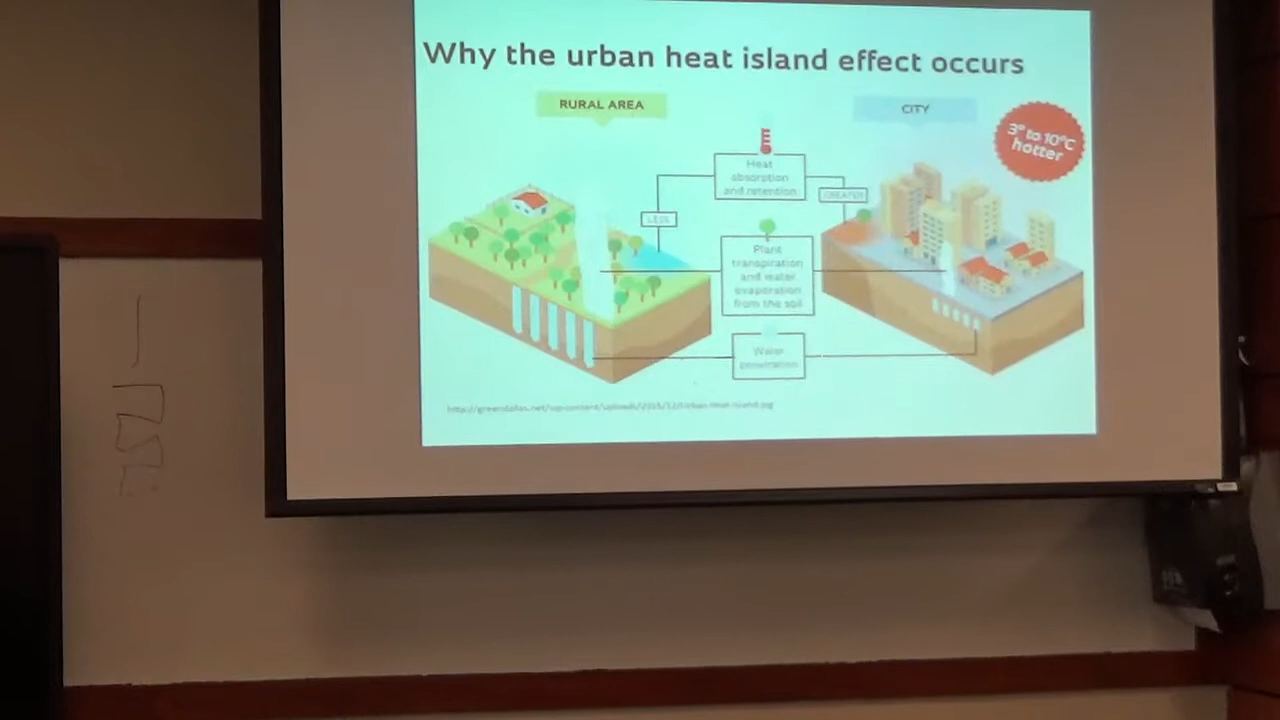 Why the urban heat island effect occurs
RURAL AREA
CITY
3° to 10°C
hotter
Heat
absorption
and retention
LESS
GREATER
Plant
transpiration
and water
evaporation
from the soil
Water
penetration